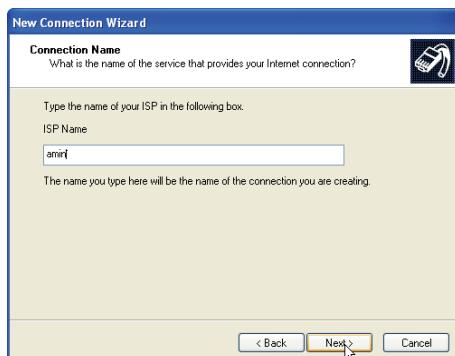 New Connection Wizard
Connection Name
What is the name of the service that provides your Internet connection?
Type the name of your ISP in the following box.
ISP Name
amin
The name you type here will be the name of the connection you are creating.
< Back
Next >
Cancel